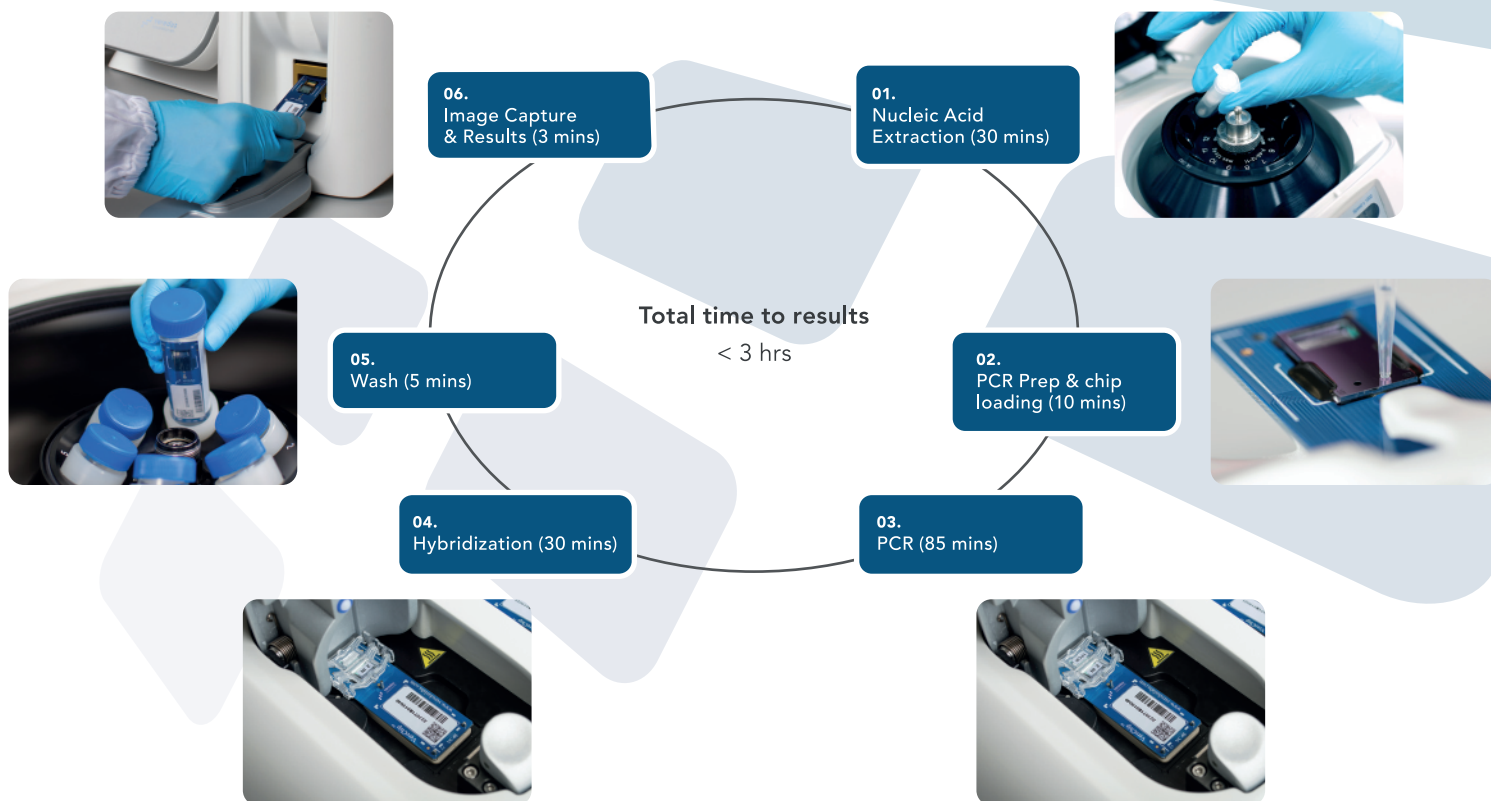 06.
Image Capture
& Results (3 mins)
01.
Nucleic Acid
Extraction (30 mins)
Total time to results
< 3 hrs
05.
Wash (5 mins)
02.
PCR Prep & chip
loading (10 mins)
04.
Hybridization (30 mins)
03.
PCR (85 mins)